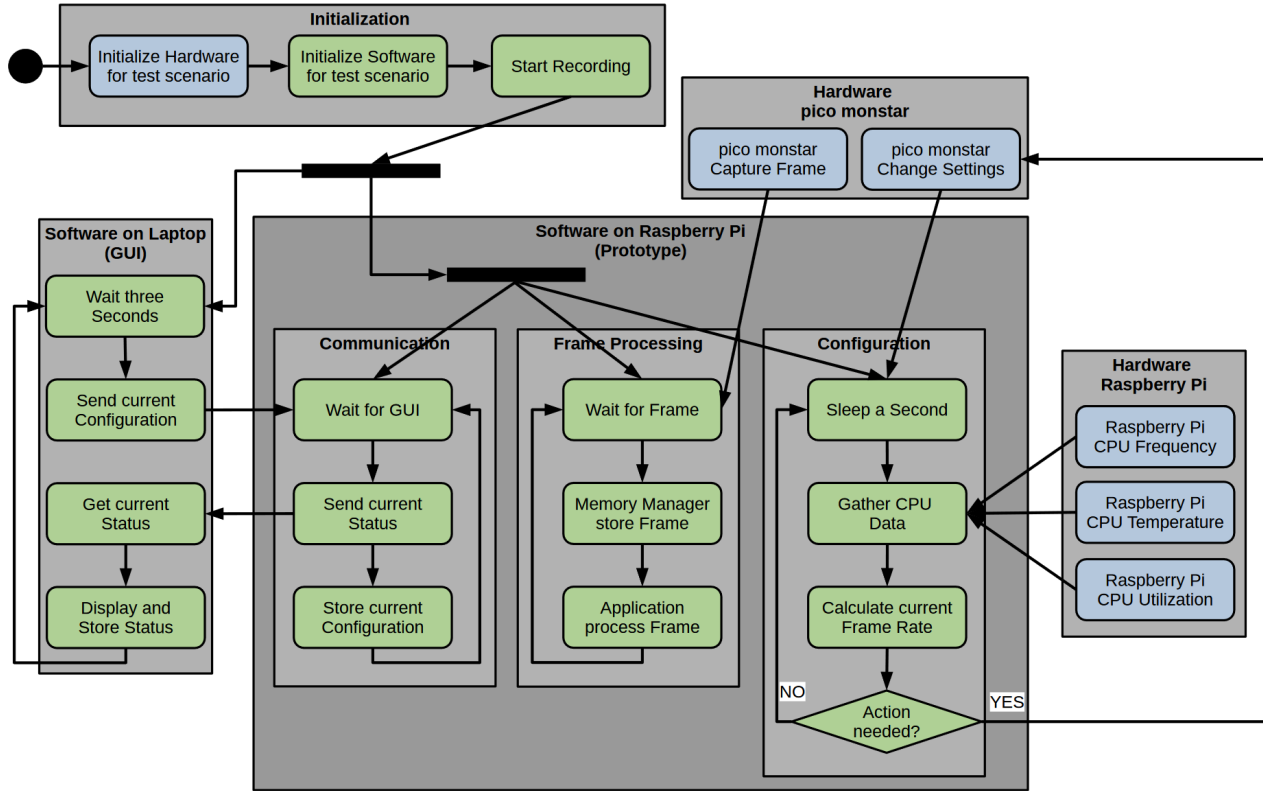 Initialization
Initialize Hardware
for test scenario
Initialize Software
for test scenario
Start Recording
Hardware
pico monstar
pico monstar
Capture Frame
pico monstar
Change Settings
Software on Laptop
(GUI)
Wait three
Seconds
Send current
Configuration
Get current
Status
Display and
Store Status
Software on Raspberry Pi
(Prototype)
Communication
Wait for GUI
Send current
Status
Store current
Configuration
Frame Processing
Wait for Frame
Memory Manager
store Frame
Application
process Frame
Configuration
Sleep a Second
Gather CPU
Data
Calculate current
Frame Rate
Action
needed?
NO
YES
Hardware
Raspberry Pi
Raspberry Pi
CPU Frequency
Raspberry Pi
CPU Temperature
Raspberry Pi
CPU Utilization